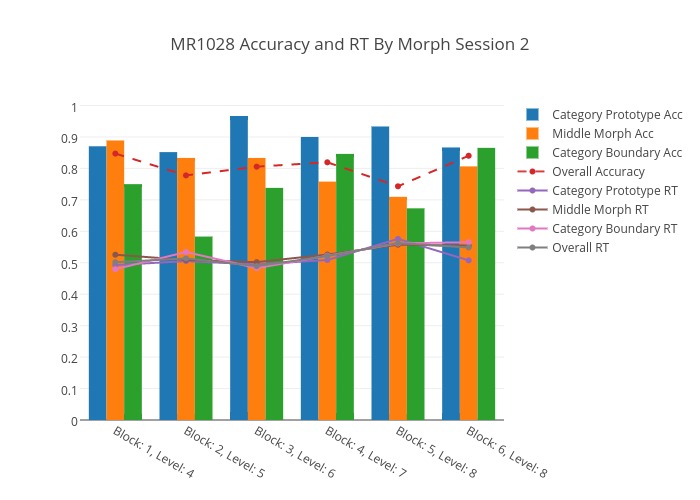 MR1028 Accuracy and RT By Morph Session 2
1
0.9
0.8
0.7
0.6
0.5
0.4
0.3
0.2
0.1
0
Block: 1, Level: 4
Block: 2, Level: 5
Block: 3, Level: 6
Block: 4, Level: 7
Block: 5, Level: 8
Block: 6, Level: 8
Category Prototype Acc
Middle Morph Acc
Category Boundary Acc
Overall Accuracy
Category Prototype RT
Middle Morph RT
Category Boundary RT
Overall RT